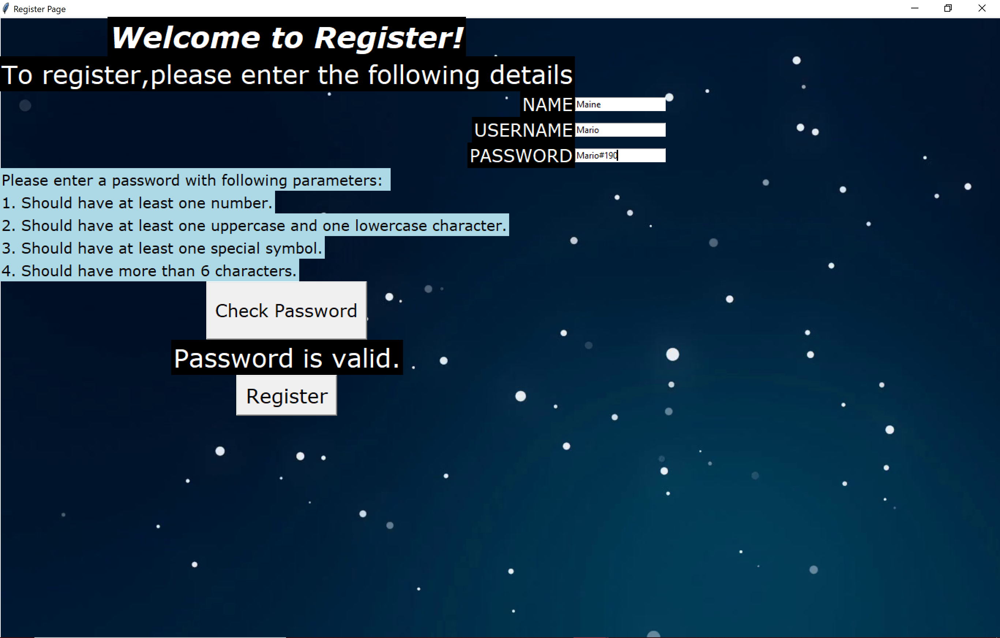 Register Page
Welcome to Register!
To register,please enter the following details
NAME Maine
USERNAME Mario
PASSWORD Mario#190
Please enter a password with following parameters:
1. Should have at least one number.
2. Should have at least one uppercase and one lowercase character.
3. Should have at least one special symbol.
4. Should have more than 6 characters.
Check Password
Password is valid.
Register